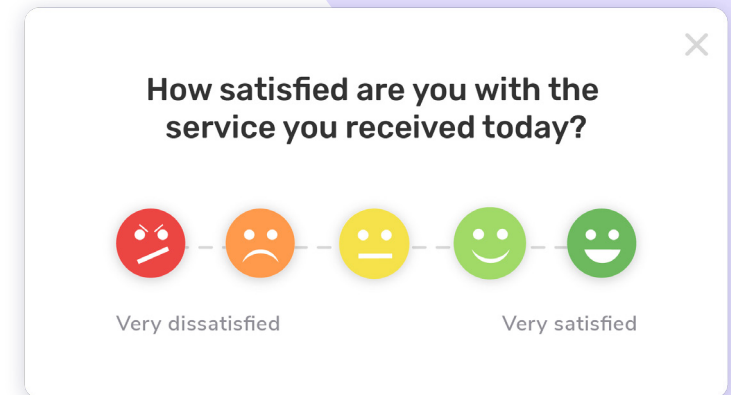 How satisfied are you with the
service you received today?
Very dissatisfied
Very satisfied